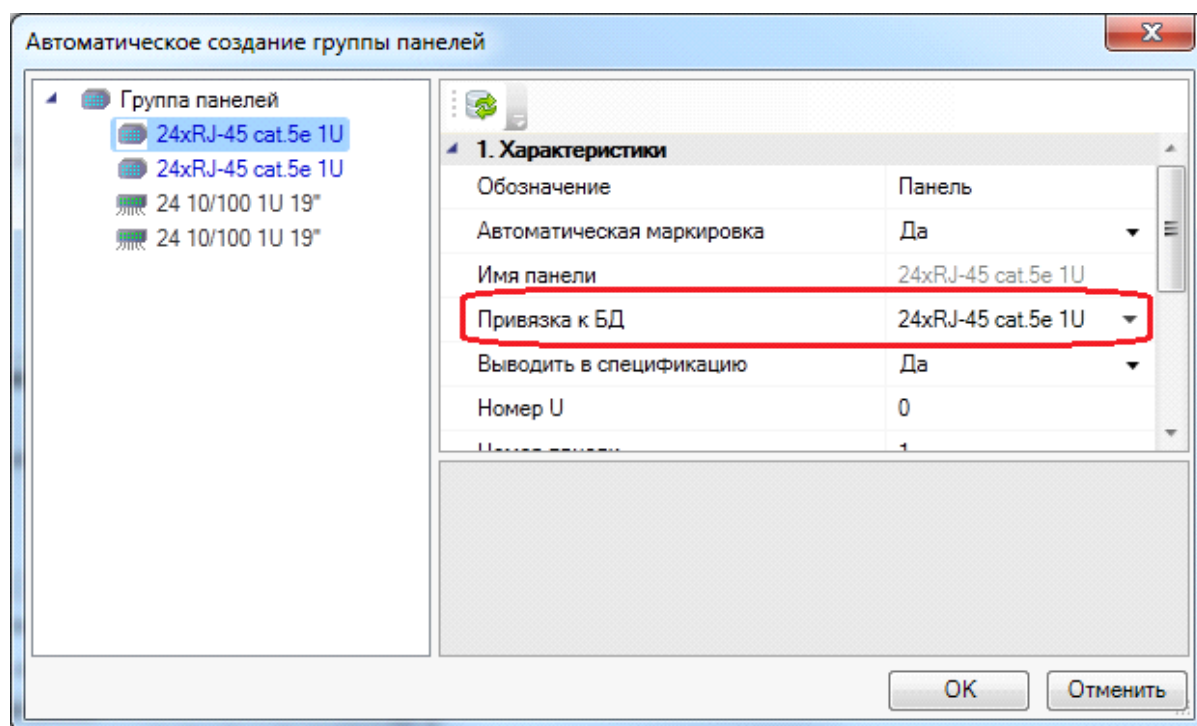 Автоматическое создание группы панелей
Группа панелей
24xRJ-45 cat.5e 1U
24xRJ-45 cat.5e 1U
24 10/100 1U 19"
24 10/100 1U 19"
1. Характеристики
Обозначение Панель
Автоматическая маркировка Да
Имя панели 24xRJ-45 cat.5e 1U
Привязка к БД 24xRJ-45 cat.5e 1U
Выводить в спецификацию Да
Номер U 0
OK Отменить